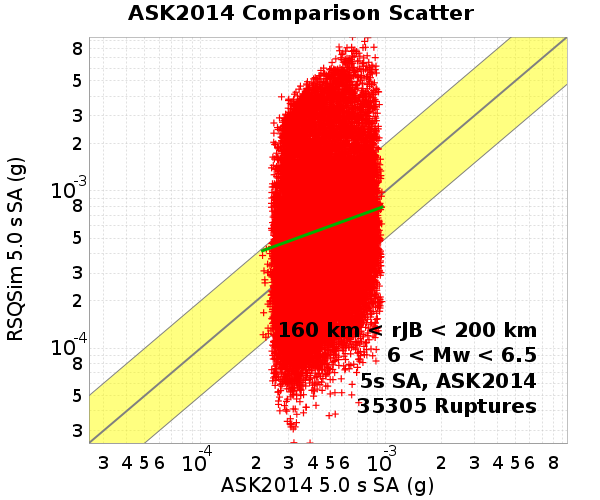 ASK2014 Comparison Scatter
RSQSim 5.0 s SA (g)
8
5
3
2
10-3
8
5
3
2
10-4
8
5
3
160 km < rJB < 200 km
6 < Mw < 6.5
5s SA, ASK2014
35305 Ruptures
3 4 5 6 10-4 2 3 4 5 6 10-3 2 3 4 5 6 8
ASK2014 5.0 s SA (g)